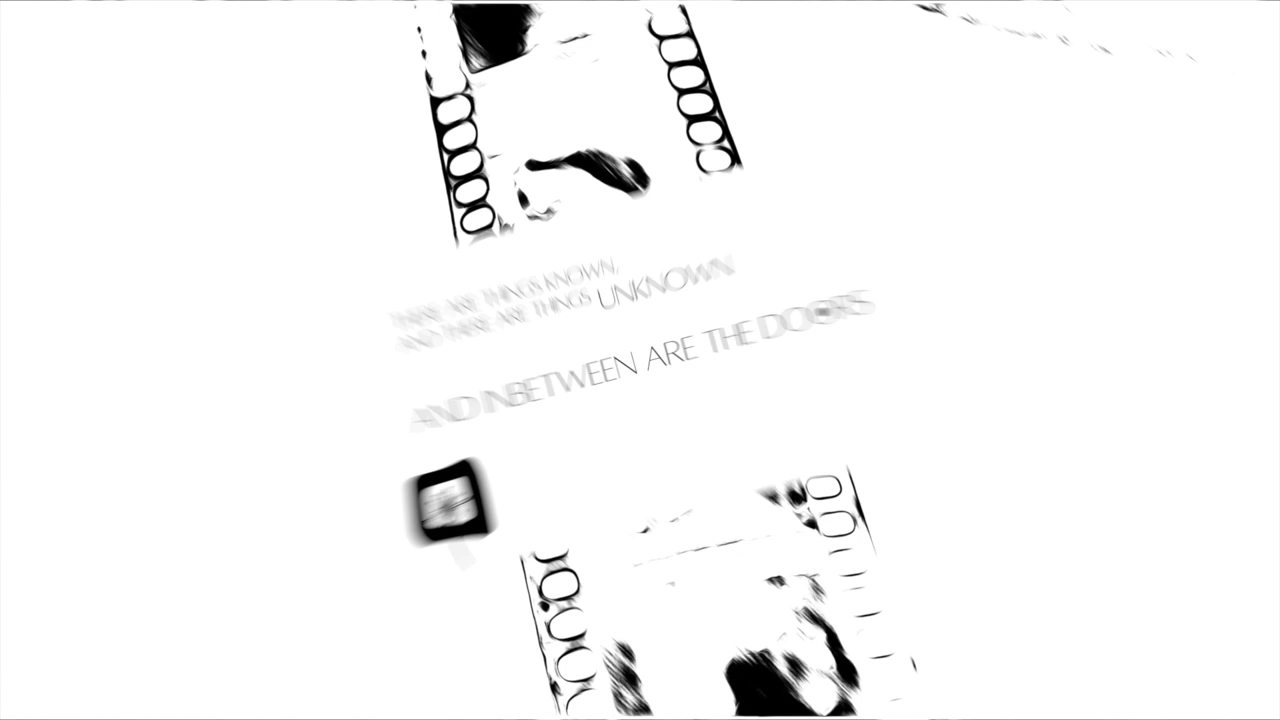 THERE ARE THINGS KNOWN,
AND THERE ARE THINGS UNKNOWN
AND INBETWEEN ARE THE DOORS